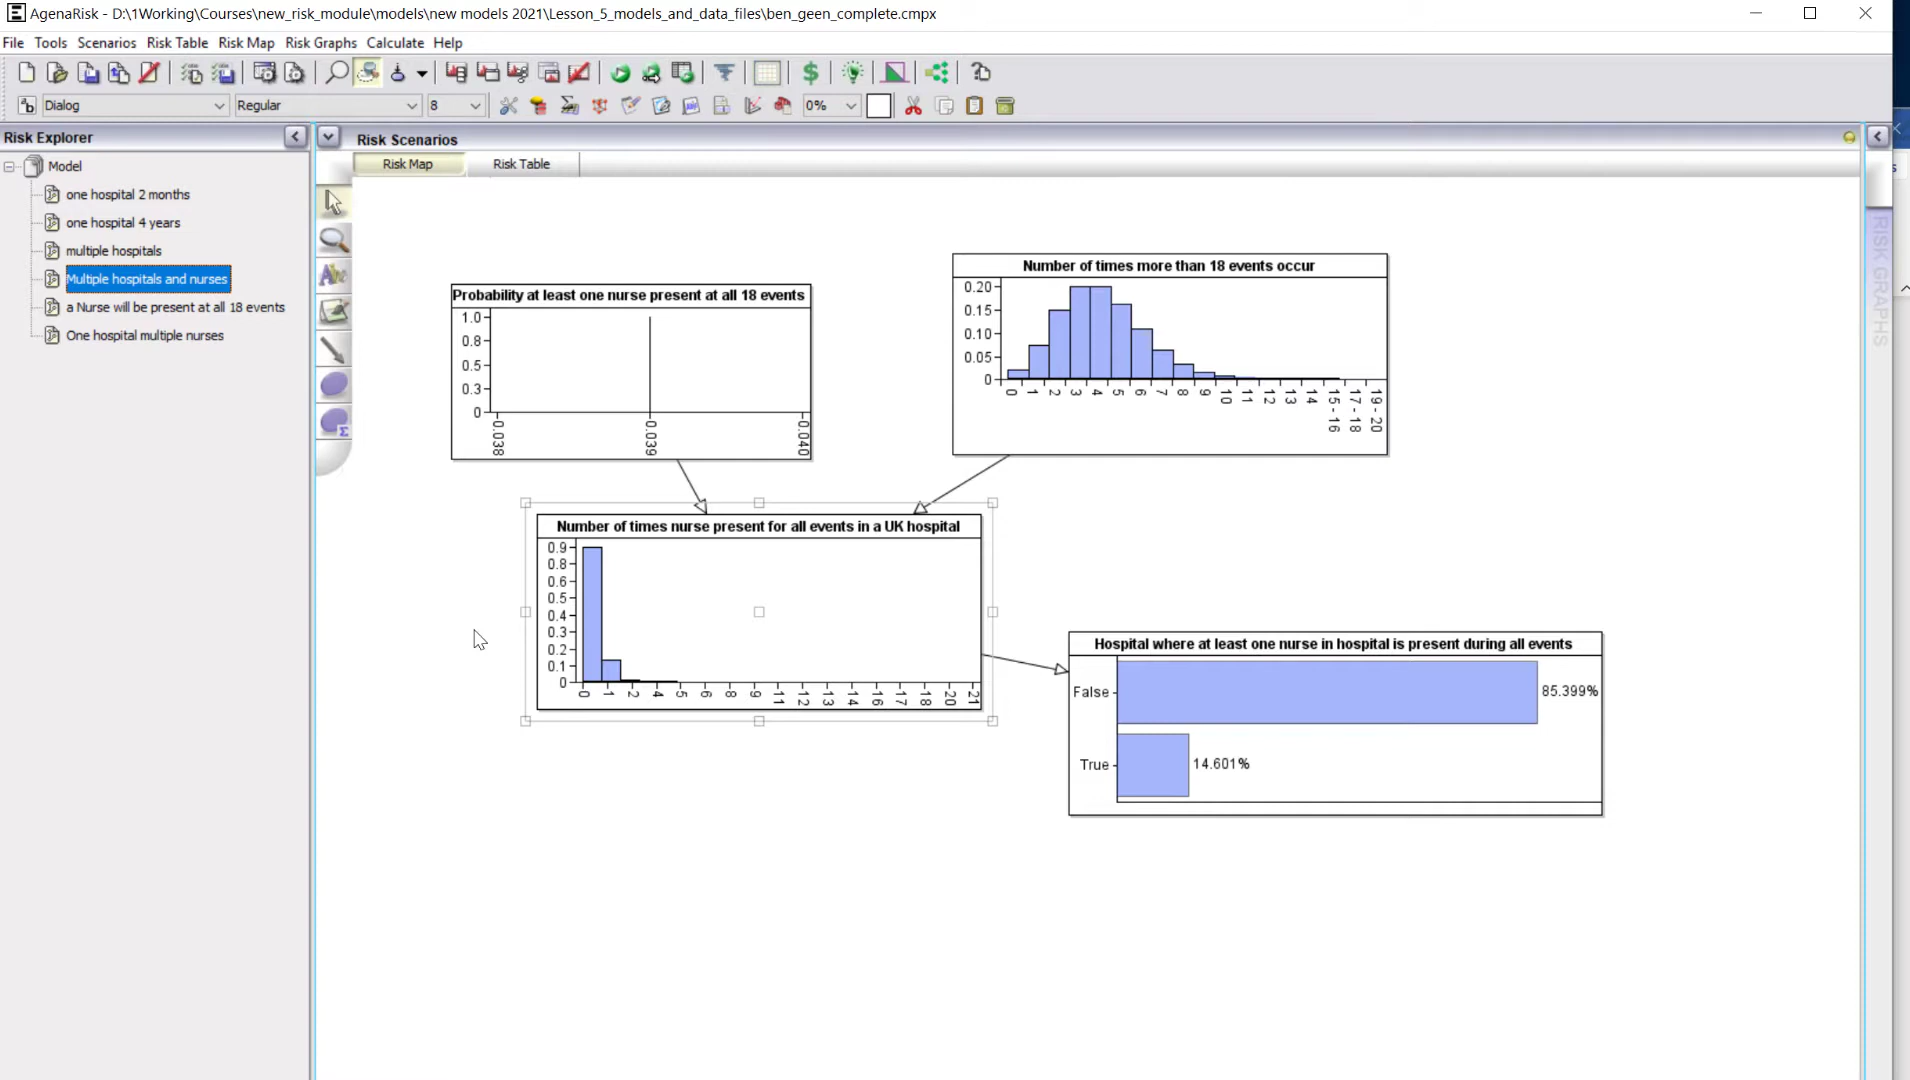 AgenaRisk - D:\1Working\Courses\new_risk_module\models\new models 2021\Lesson_5_models_and_data_files\ben_geen_complete.cmpx
File Tools Scenarios Risk Table Risk Map Risk Graphs Calculate Help
Dialog Regular 8 0%
Risk Explorer
Model
one hospital 2 months
one hospital 4 years
multiple hospitals
Multiple hospitals and nurses
a Nurse will be present at all 18 events
One hospital multiple nurses
Risk Scenarios
Risk Map Risk Table
Abc
Probability at least one nurse present at all 18 events
1.0
0.8
0.5
0.3
0
0.038 0.039 0.040
Number of times more than 18 events occur
0.20
0.15
0.10
0.05
0
0 1 2 3 4 5 6 7 8 9 10 11 12 13 14 15 - 16 17 - 18 19 - 20
Number of times nurse present for all events in a UK hospital
0.9
0.8
0.6
0.5
0.4
0.3
0.2
0.1
0
0 1 2 4 5 6 8 9 11 12 13 14 16 17 18 20 21
Hospital where at least one nurse in hospital is present during all events
False 85.399%
True 14.601%
RISK GRAPHS